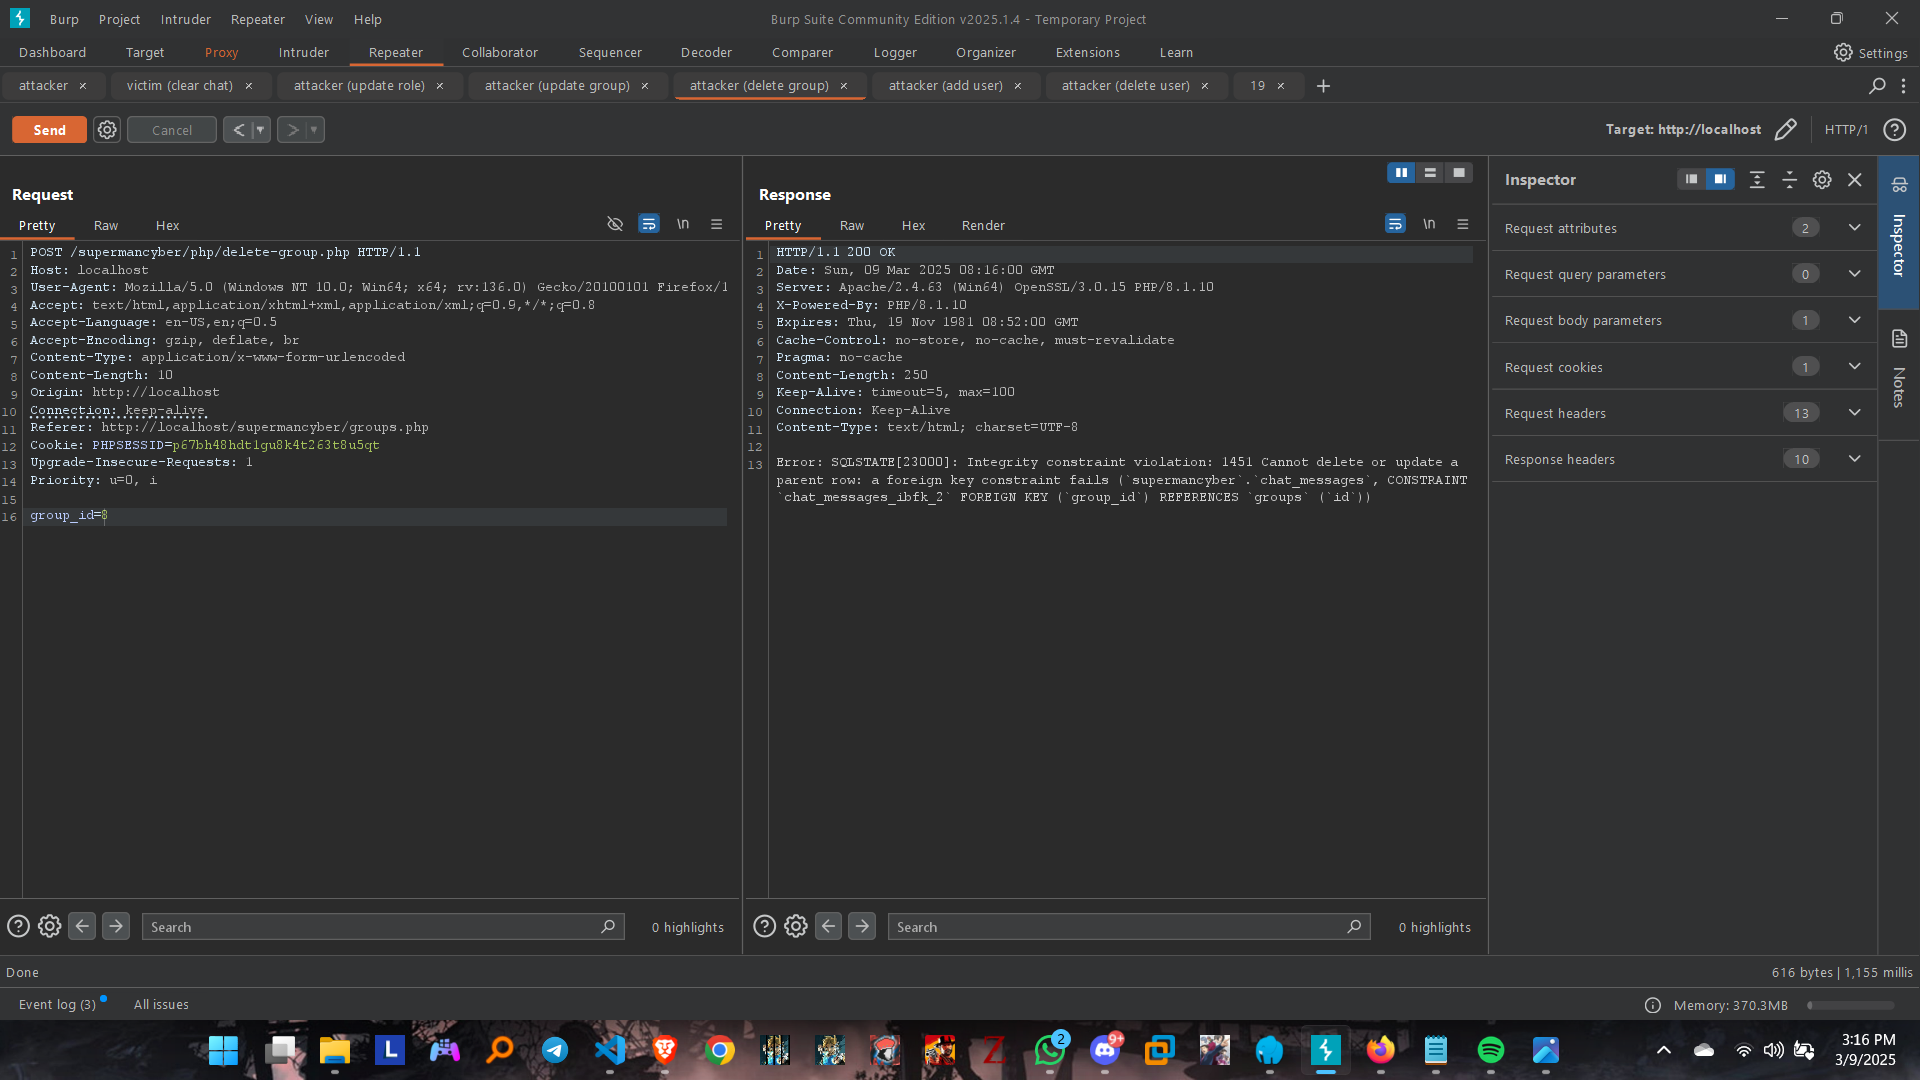 Burp Project Intruder Repeater View Help
Burp Suite Community Edition v2025.1.4 - Temporary Project
Dashboard Target Proxy Intruder Repeater Collaborator Sequencer Decoder Comparer Logger Organizer Extensions Learn
Settings
attacker × victim (clear chat) × attacker (update role) × attacker (update group) × attacker (delete group) × attacker (add user) × attacker (delete user) × 19 × +
Send Cancel < >
Target: http://localhost HTTP/1
Request
Pretty Raw Hex
\n
1 POST /supermancyber/php/delete-group.php HTTP/1.1
2 Host: localhost
3 User-Agent: Mozilla/5.0 (Windows NT 10.0; Win64; x64; rv:136.0) Gecko/20100101 Firefox/1
4 Accept: text/html,application/xhtml+xml,application/xml;q=0.9,*/*;q=0.8
5 Accept-Language: en-US,en;q=0.5
6 Accept-Encoding: gzip, deflate, br
7 Content-Type: application/x-www-form-urlencoded
8 Content-Length: 10
9 Origin: http://localhost
10 Connection: keep-alive
11 Referer: http://localhost/supermancyber/groups.php
12 Cookie: PHPSESSID=p67bh48hdt1gu8k4t263t8u5qt
13 Upgrade-Insecure-Requests: 1
14 Priority: u=0, i
15
16 group_id=8
Response
Pretty Raw Hex Render
\n
1 HTTP/1.1 200 OK
2 Date: Sun, 09 Mar 2025 08:16:00 GMT
3 Server: Apache/2.4.63 (Win64) OpenSSL/3.0.15 PHP/8.1.10
4 X-Powered-By: PHP/8.1.10
5 Expires: Thu, 19 Nov 1981 08:52:00 GMT
6 Cache-Control: no-store, no-cache, must-revalidate
7 Pragma: no-cache
8 Content-Length: 250
9 Keep-Alive: timeout=5, max=100
10 Connection: Keep-Alive
11 Content-Type: text/html; charset=UTF-8
12
13 Error: SQLSTATE[23000]: Integrity constraint violation: 1451 Cannot delete or update a
parent row: a foreign key constraint fails (`supermancyber`.`chat_messages`, CONSTRAINT
`chat_messages_ibfk_2` FOREIGN KEY (`group_id`) REFERENCES `groups` (`id`))
Inspector
Request attributes 2
Request query parameters 0
Request body parameters 1
Request cookies 1
Request headers 13
Response headers 10
Inspector
Notes
Search 0 highlights
Search 0 highlights
Done
616 bytes | 1,155 millis
Event log (3) All issues
Memory: 370.3MB
L
Z
2
9+
3:16 PM
3/9/2025